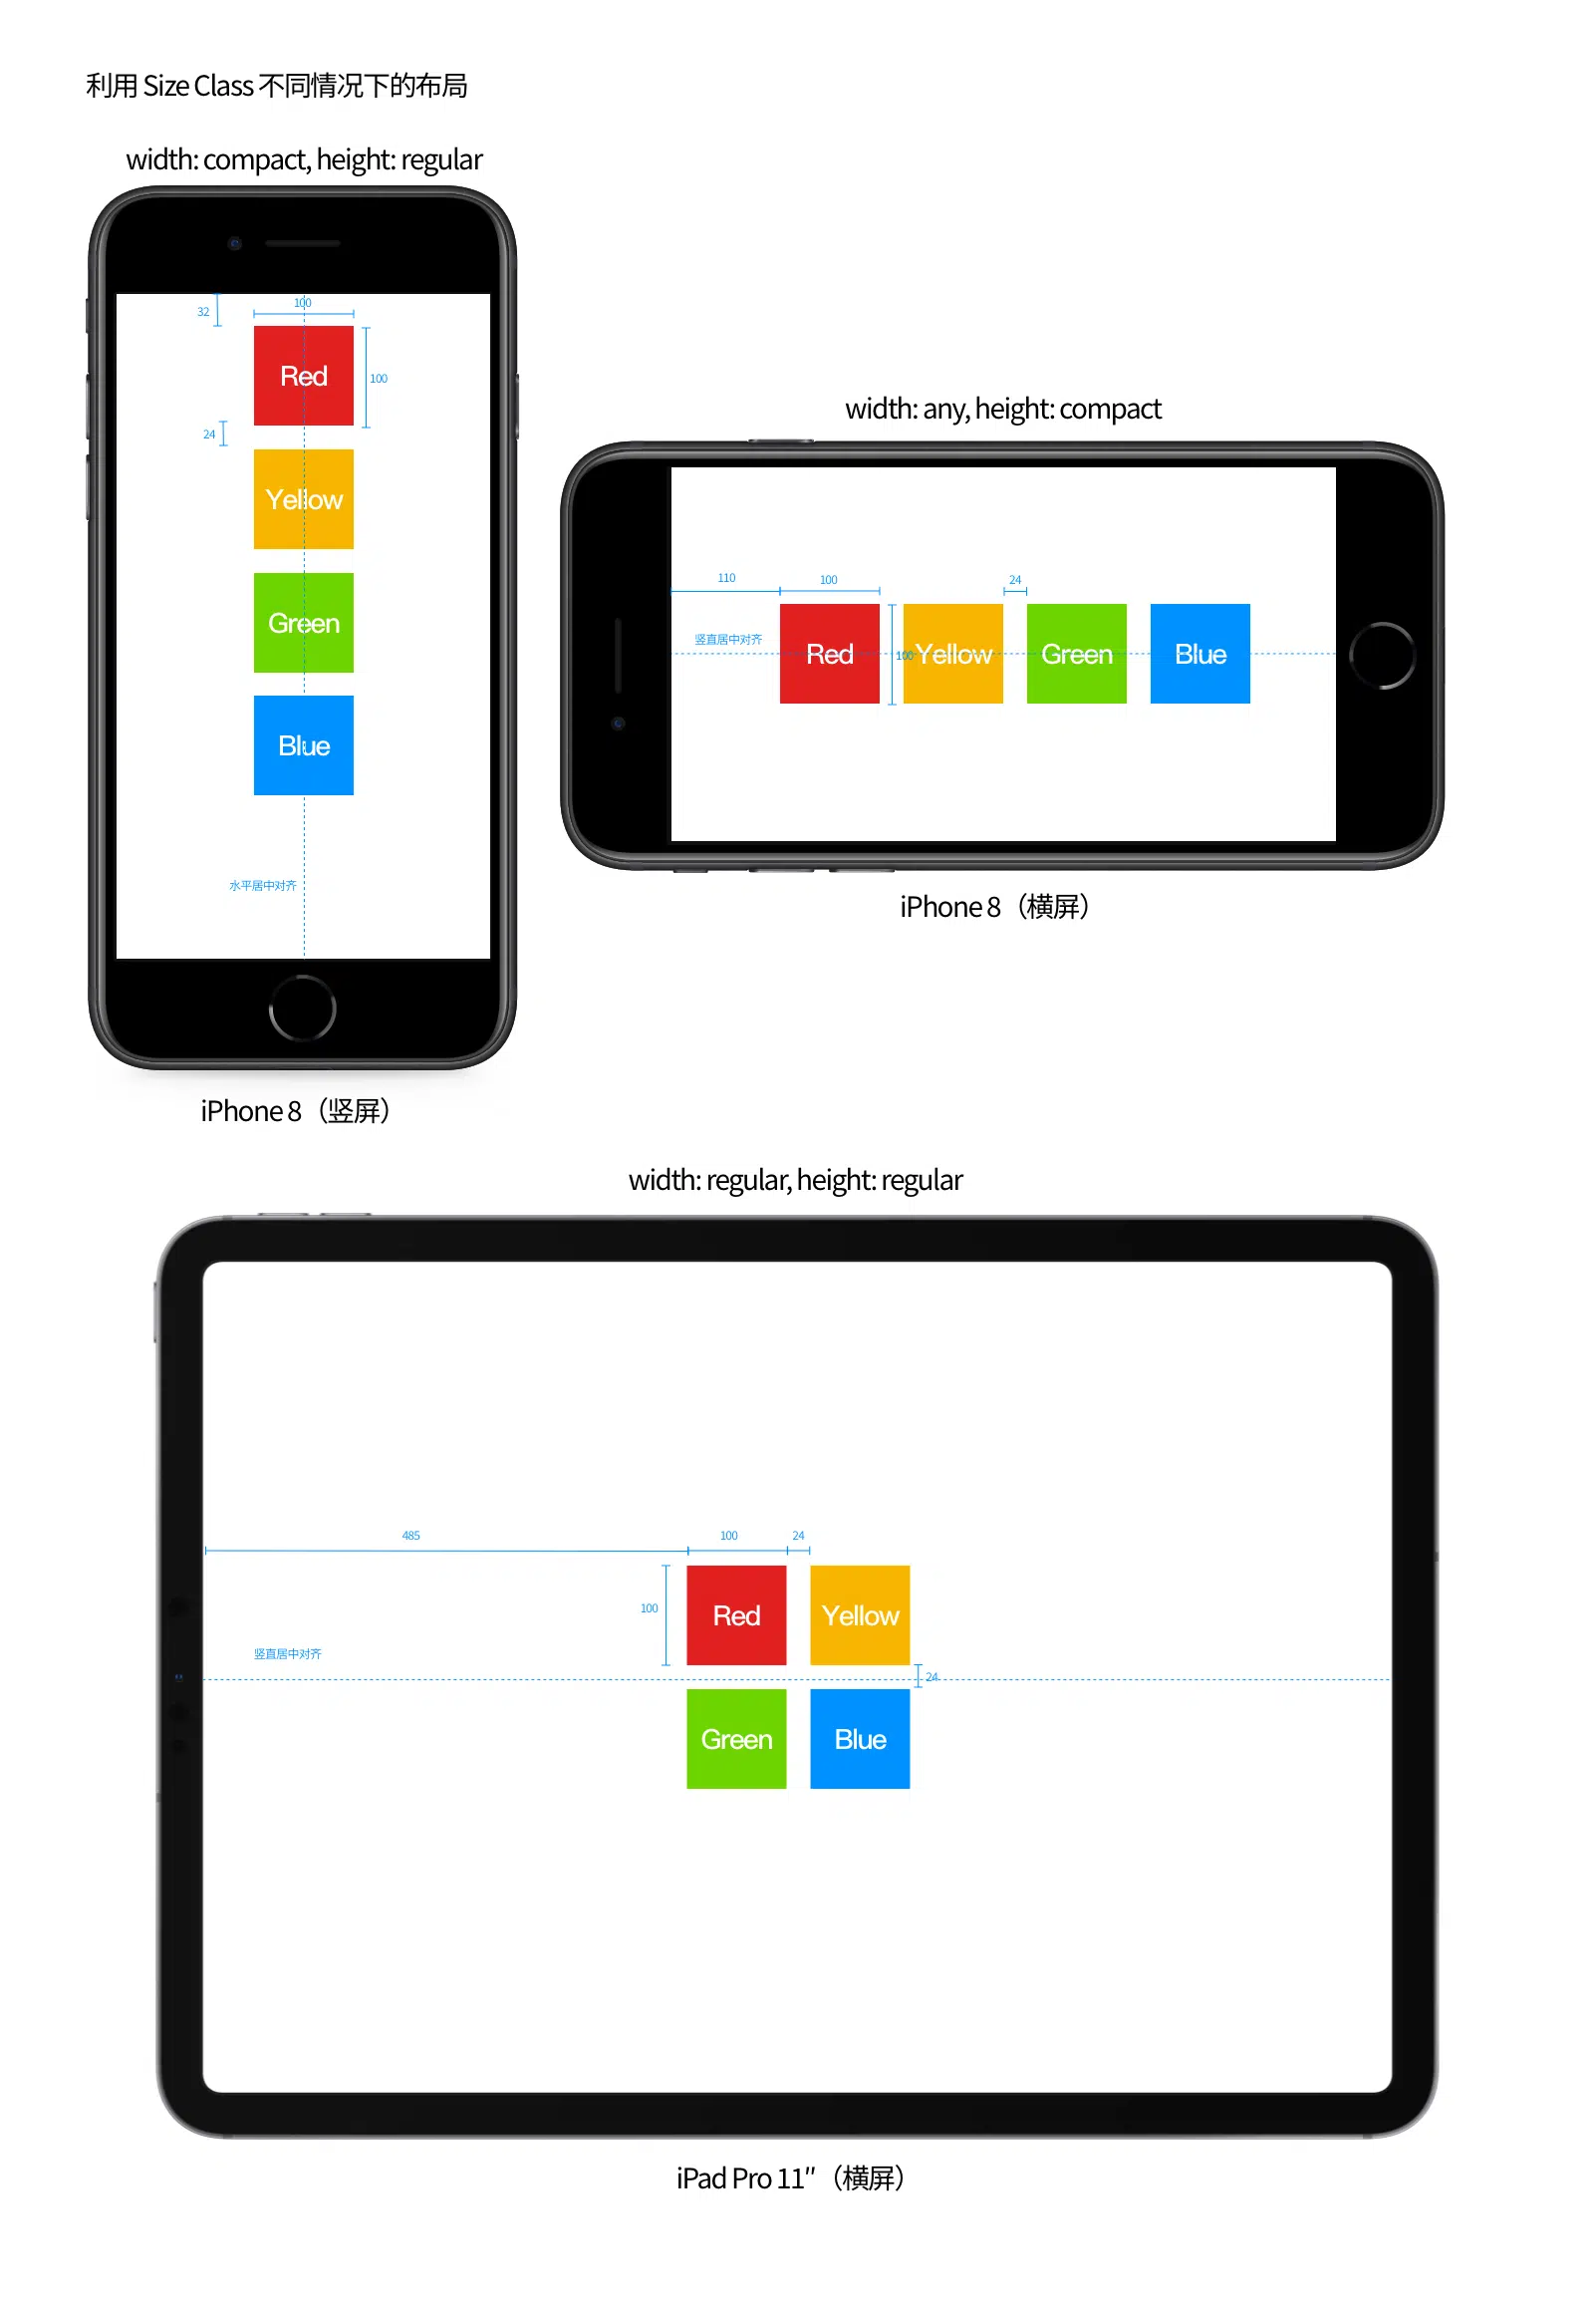 利用 Size Class 不同情况下的布局
width: compact, height: regular
32
100
Red
100
24
Yellow
Green
Blue
水平居中对齐
iPhone 8（竖屏）
width: any, height: compact
110
100
24
竖直居中对齐
Red
100
Yellow
Green
Blue
iPhone 8（横屏）
width: regular, height: regular
485
100
24
100
Red
Yellow
竖直居中对齐
24
Green
Blue
iPad Pro 11"（横屏）